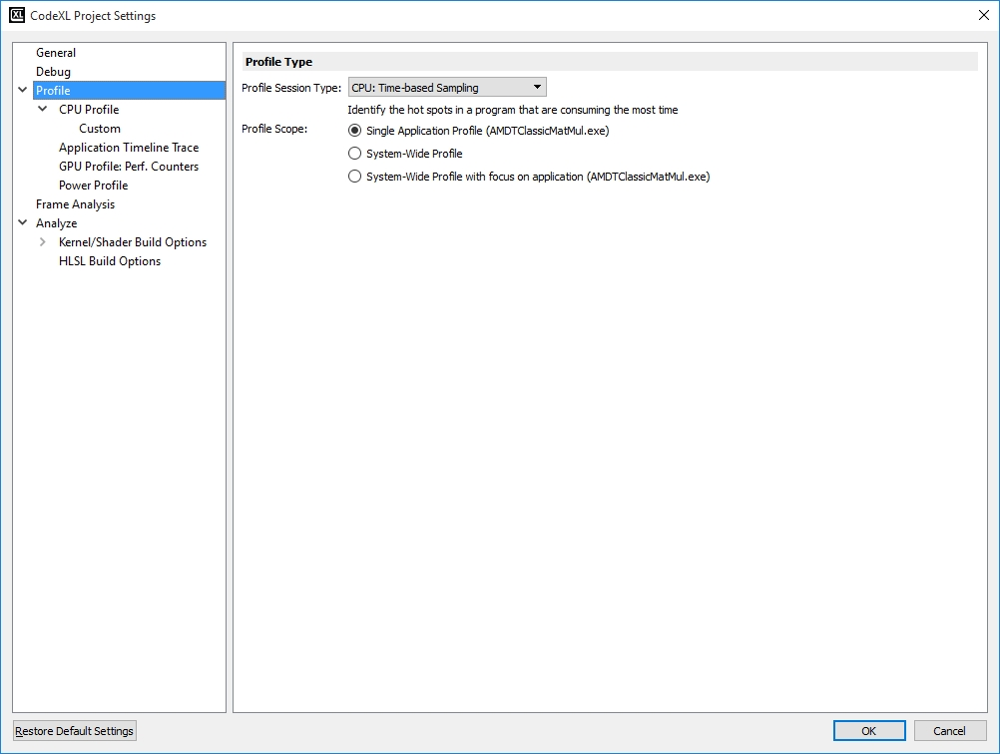 XL CodeXL Project Settings
General
Debug
Profile
CPU Profile
Custom
Application Timeline Trace
GPU Profile: Perf. Counters
Power Profile
Frame Analysis
Analyze
Kernel/Shader Build Options
HLSL Build Options
Profile Type
Profile Session Type: CPU: Time-based Sampling
Identify the hot spots in a program that are consuming the most time
Profile Scope: Single Application Profile (AMDTClassicMatMul.exe)
System-Wide Profile
System-Wide Profile with focus on application (AMDTClassicMatMul.exe)
Restore Default Settings OK Cancel